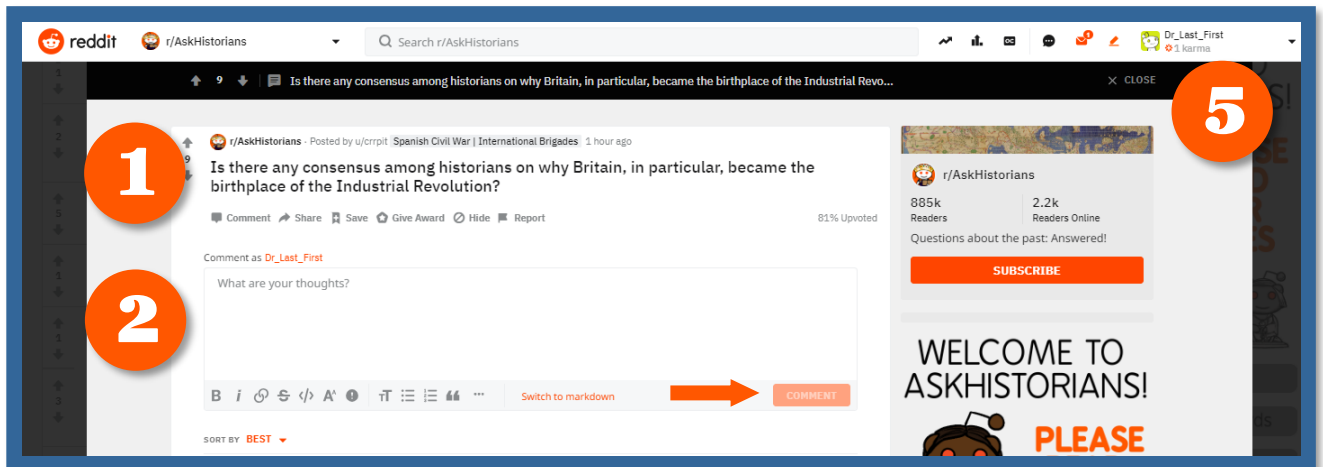 reddit r/AskHistorians Search r/AskHistorians Dr_Last_First
1 karma
9 Is there any consensus among historians on why Britain, in particular, became the birthplace of the Industrial Revo... CLOSE
5
1
r/AskHistorians · Posted by u/crrpit Spanish Civil War | International Brigades 1 hour ago
9
Is there any consensus among historians on why Britain, in particular, became the
birthplace of the Industrial Revolution?
Comment Share Save Give Award Hide Report 81% Upvoted
Comment as Dr_Last_First
2
What are your thoughts?
B i A T Switch to markdown COMMENT
SORT BY BEST
r/AskHistorians
885k 2.2k
Readers Readers Online
Questions about the past: Answered!
SUBSCRIBE
WELCOME TO
ASKHISTORIANS!
PLEASE